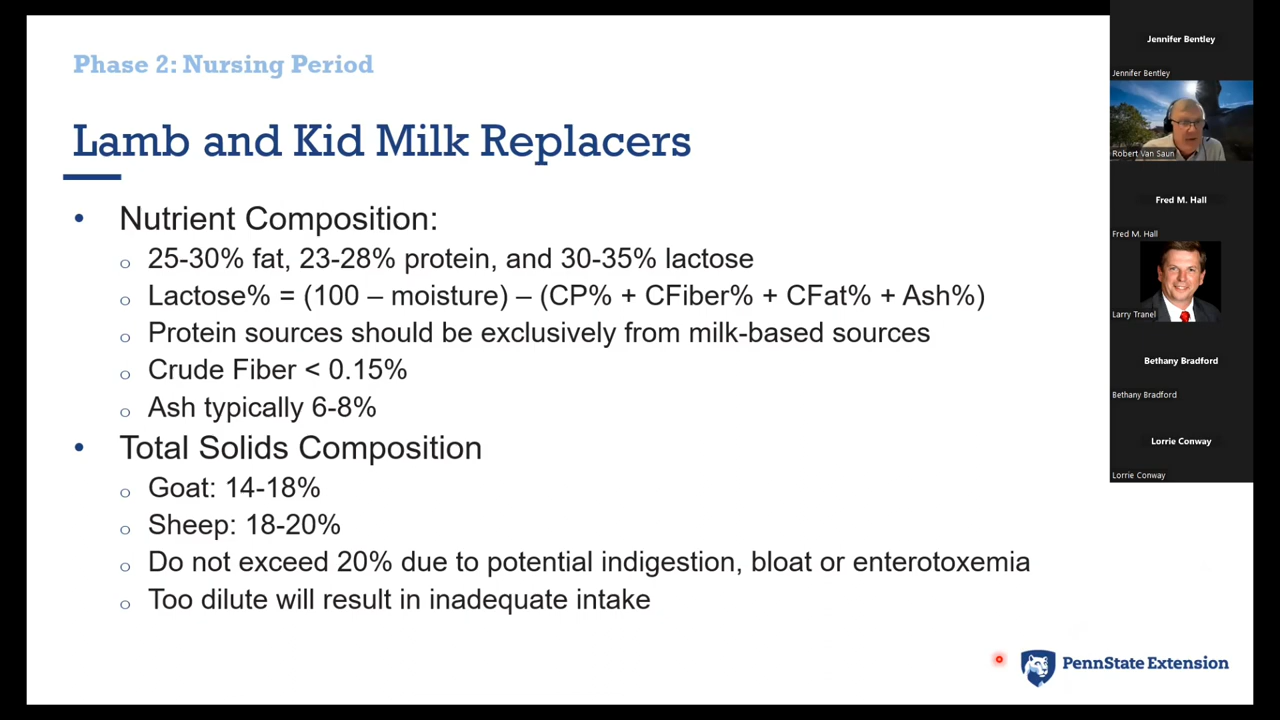 Phase 2: Nursing Period
Lamb and Kid Milk Replacers
• Nutrient Composition:
o 25-30% fat, 23-28% protein, and 30-35% lactose
o Lactose% = (100 – moisture) – (CP% + CFiber% + CFat% + Ash%)
o Protein sources should be exclusively from milk-based sources
o Crude Fiber < 0.15%
o Ash typically 6-8%
• Total Solids Composition
o Goat: 14-18%
o Sheep: 18-20%
o Do not exceed 20% due to potential indigestion, bloat or enterotoxemia
o Too dilute will result in inadequate intake
PennState Extension
Jennifer Bentley
Jennifer Bentley
Robert Van Saun
Fred M. Hall
Fred M. Hall
Larry Tranel
Bethany Bradford
Bethany Bradford
Lorrie Conway
Lorrie Conway